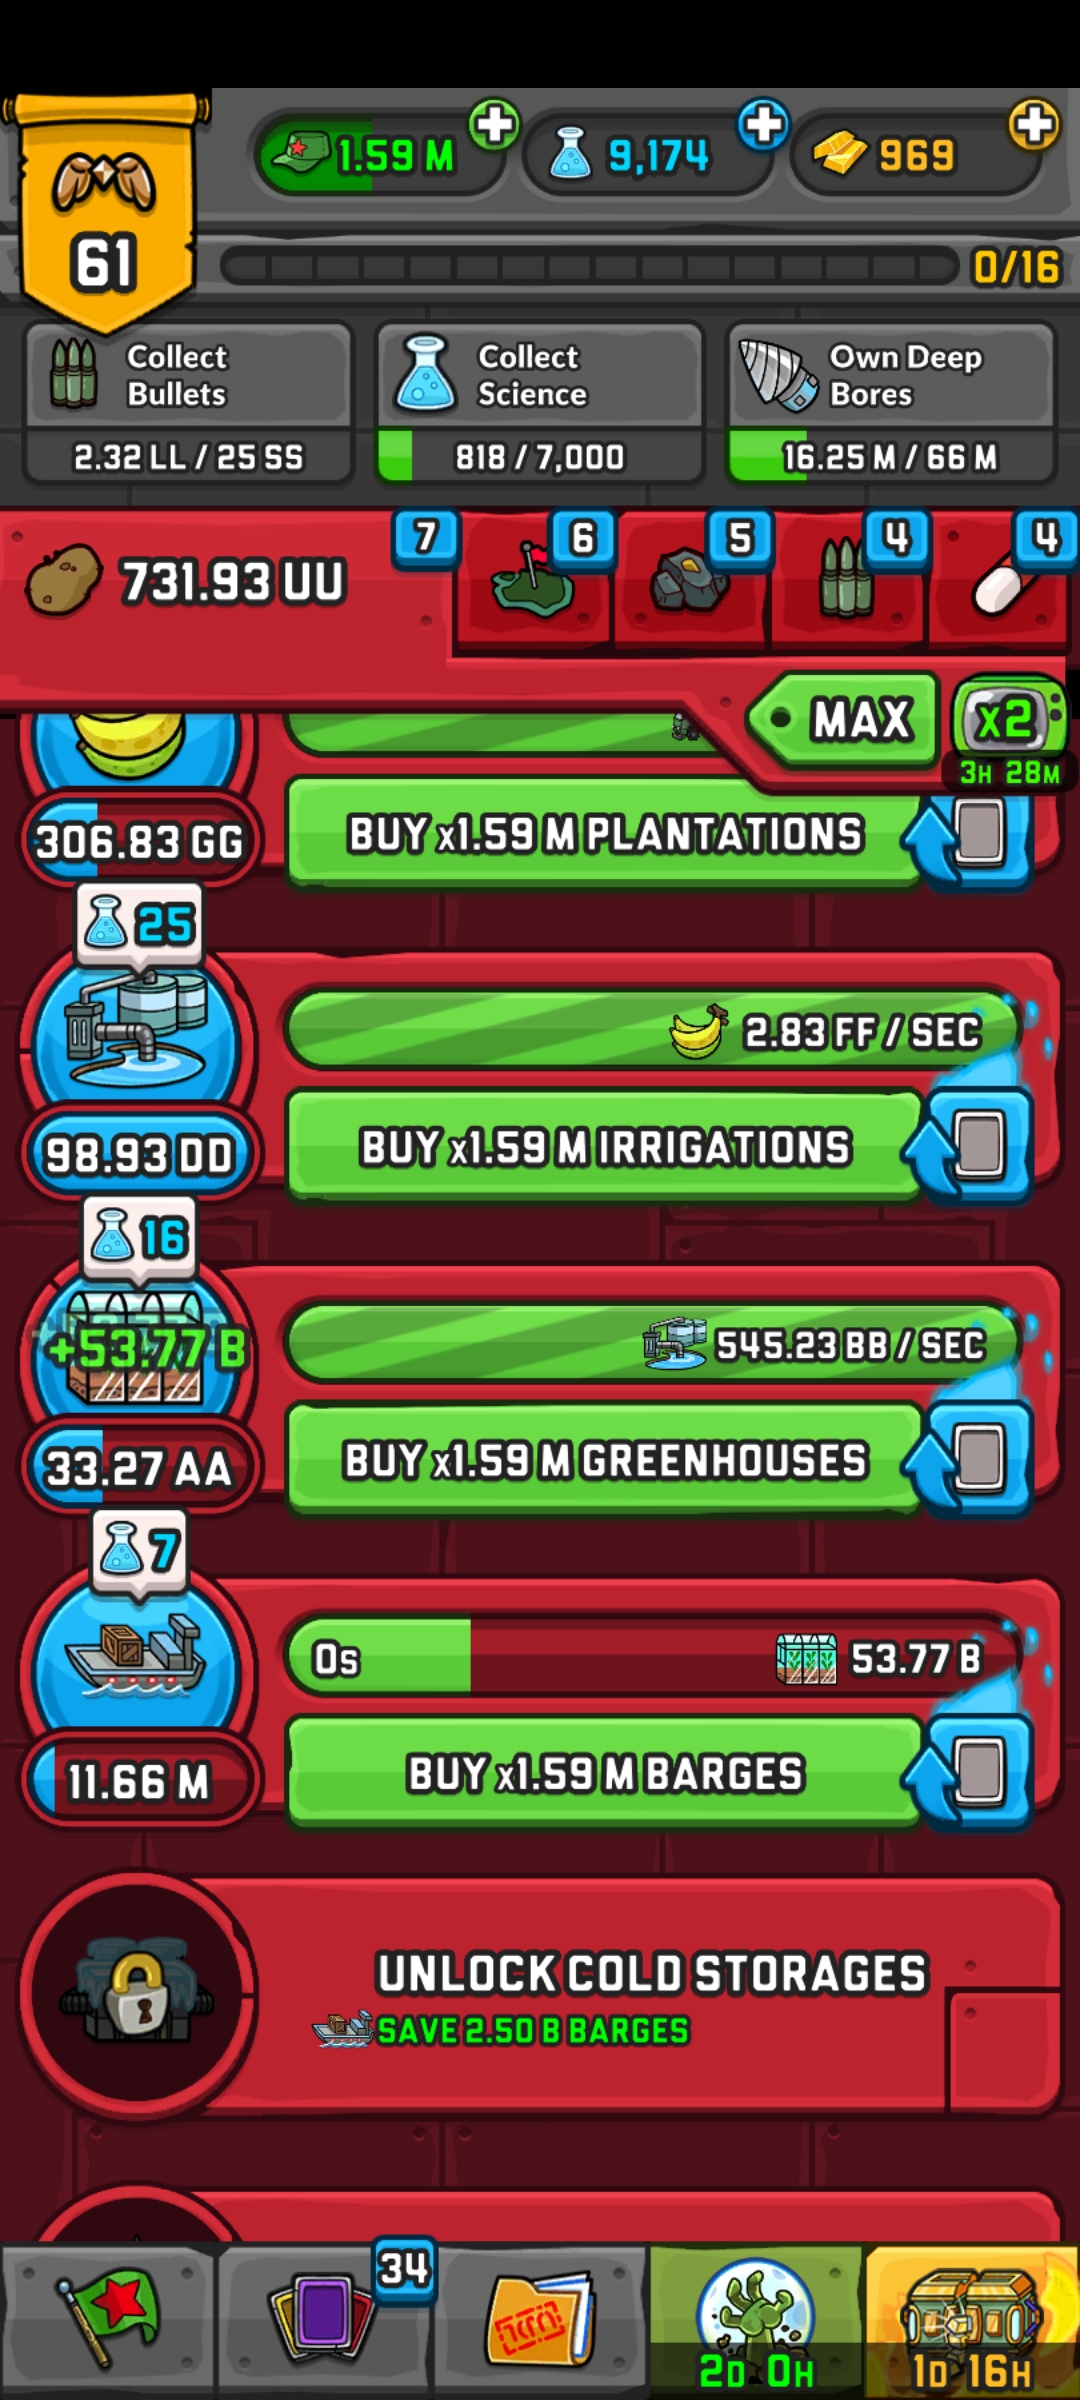 1.59 M
9,174
969
61
0/16
Collect
Bullets
2.32 LL / 25 SS
Collect
Science
818 / 7,000
Own Deep
Bores
16.25 M / 66 M
731.93 UU
7
6
5
4
4
MAX
x2
3H 28M
306.83 GG
BUY x1.59 M PLANTATIONS
25
2.83 FF / SEC
98.93 DD
BUY x1.59 M IRRIGATIONS
16
+53.77 B
545.23 BB / SEC
33.27 AA
BUY x1.59 M GREENHOUSES
7
0s
53.77 B
11.66 M
BUY x1.59 M BARGES
UNLOCK COLD STORAGES
SAVE 2.50 B BARGES
34
2D 0H
1D 16H